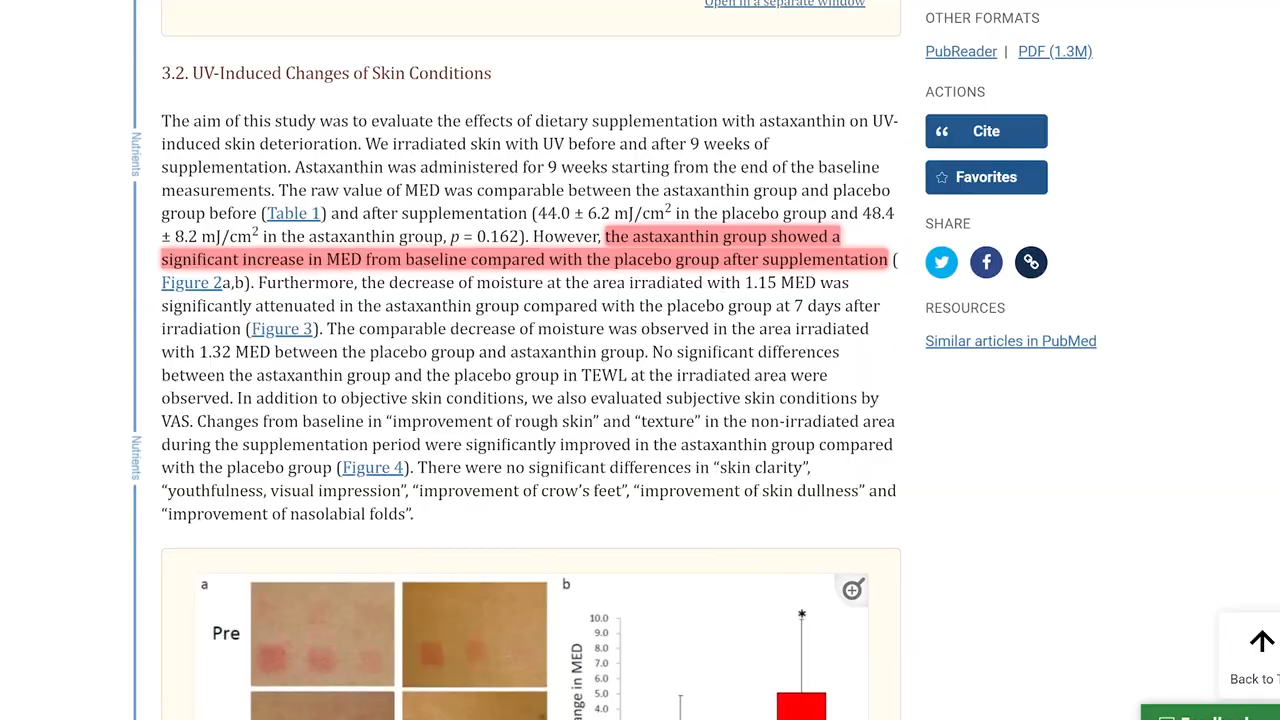 Open in a separate window
3.2. UV-Induced Changes of Skin Conditions
The aim of this study was to evaluate the effects of dietary supplementation with astaxanthin on UV-
induced skin deterioration. We irradiated skin with UV before and after 9 weeks of
supplementation. Astaxanthin was administered for 9 weeks starting from the end of the baseline
measurements. The raw value of MED was comparable between the astaxanthin group and placebo
group before (Table 1) and after supplementation (44.0 ± 6.2 mJ/cm² in the placebo group and 48.4
± 8.2 mJ/cm² in the astaxanthin group, p = 0.162). However, the astaxanthin group showed a
significant increase in MED from baseline compared with the placebo group after supplementation (
Figure 2a,b). Furthermore, the decrease of moisture at the area irradiated with 1.15 MED was
significantly attenuated in the astaxanthin group compared with the placebo group at 7 days after
irradiation (Figure 3). The comparable decrease of moisture was observed in the area irradiated
with 1.32 MED between the placebo group and astaxanthin group. No significant differences
between the astaxanthin group and the placebo group in TEWL at the irradiated area were
observed. In addition to objective skin conditions, we also evaluated subjective skin conditions by
VAS. Changes from baseline in “improvement of rough skin” and “texture” in the non-irradiated area
during the supplementation period were significantly improved in the astaxanthin group compared
with the placebo group (Figure 4). There were no significant differences in “skin clarity”,
“youthfulness, visual impression”, “improvement of crow’s feet”, “improvement of skin dullness” and
“improvement of nasolabial folds”.
Nutrients
Nutrients
a
b
Pre
10.0
9.0
8.0
7.0
6.0
5.0
4.0
*
OTHER FORMATS
PubReader | PDF (1.3M)
ACTIONS
Cite
Favorites
SHARE
RESOURCES
Similar articles in PubMed
Back to